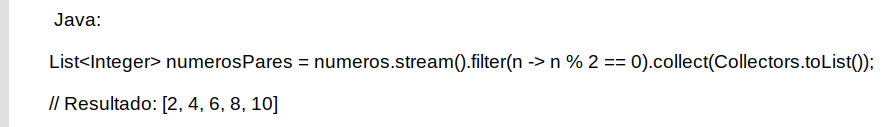 Java:
List<Integer> numerosPares = numeros.stream().filter(n -> n % 2 == 0).collect(Collectors.toList());
// Resultado: [2, 4, 6, 8, 10]